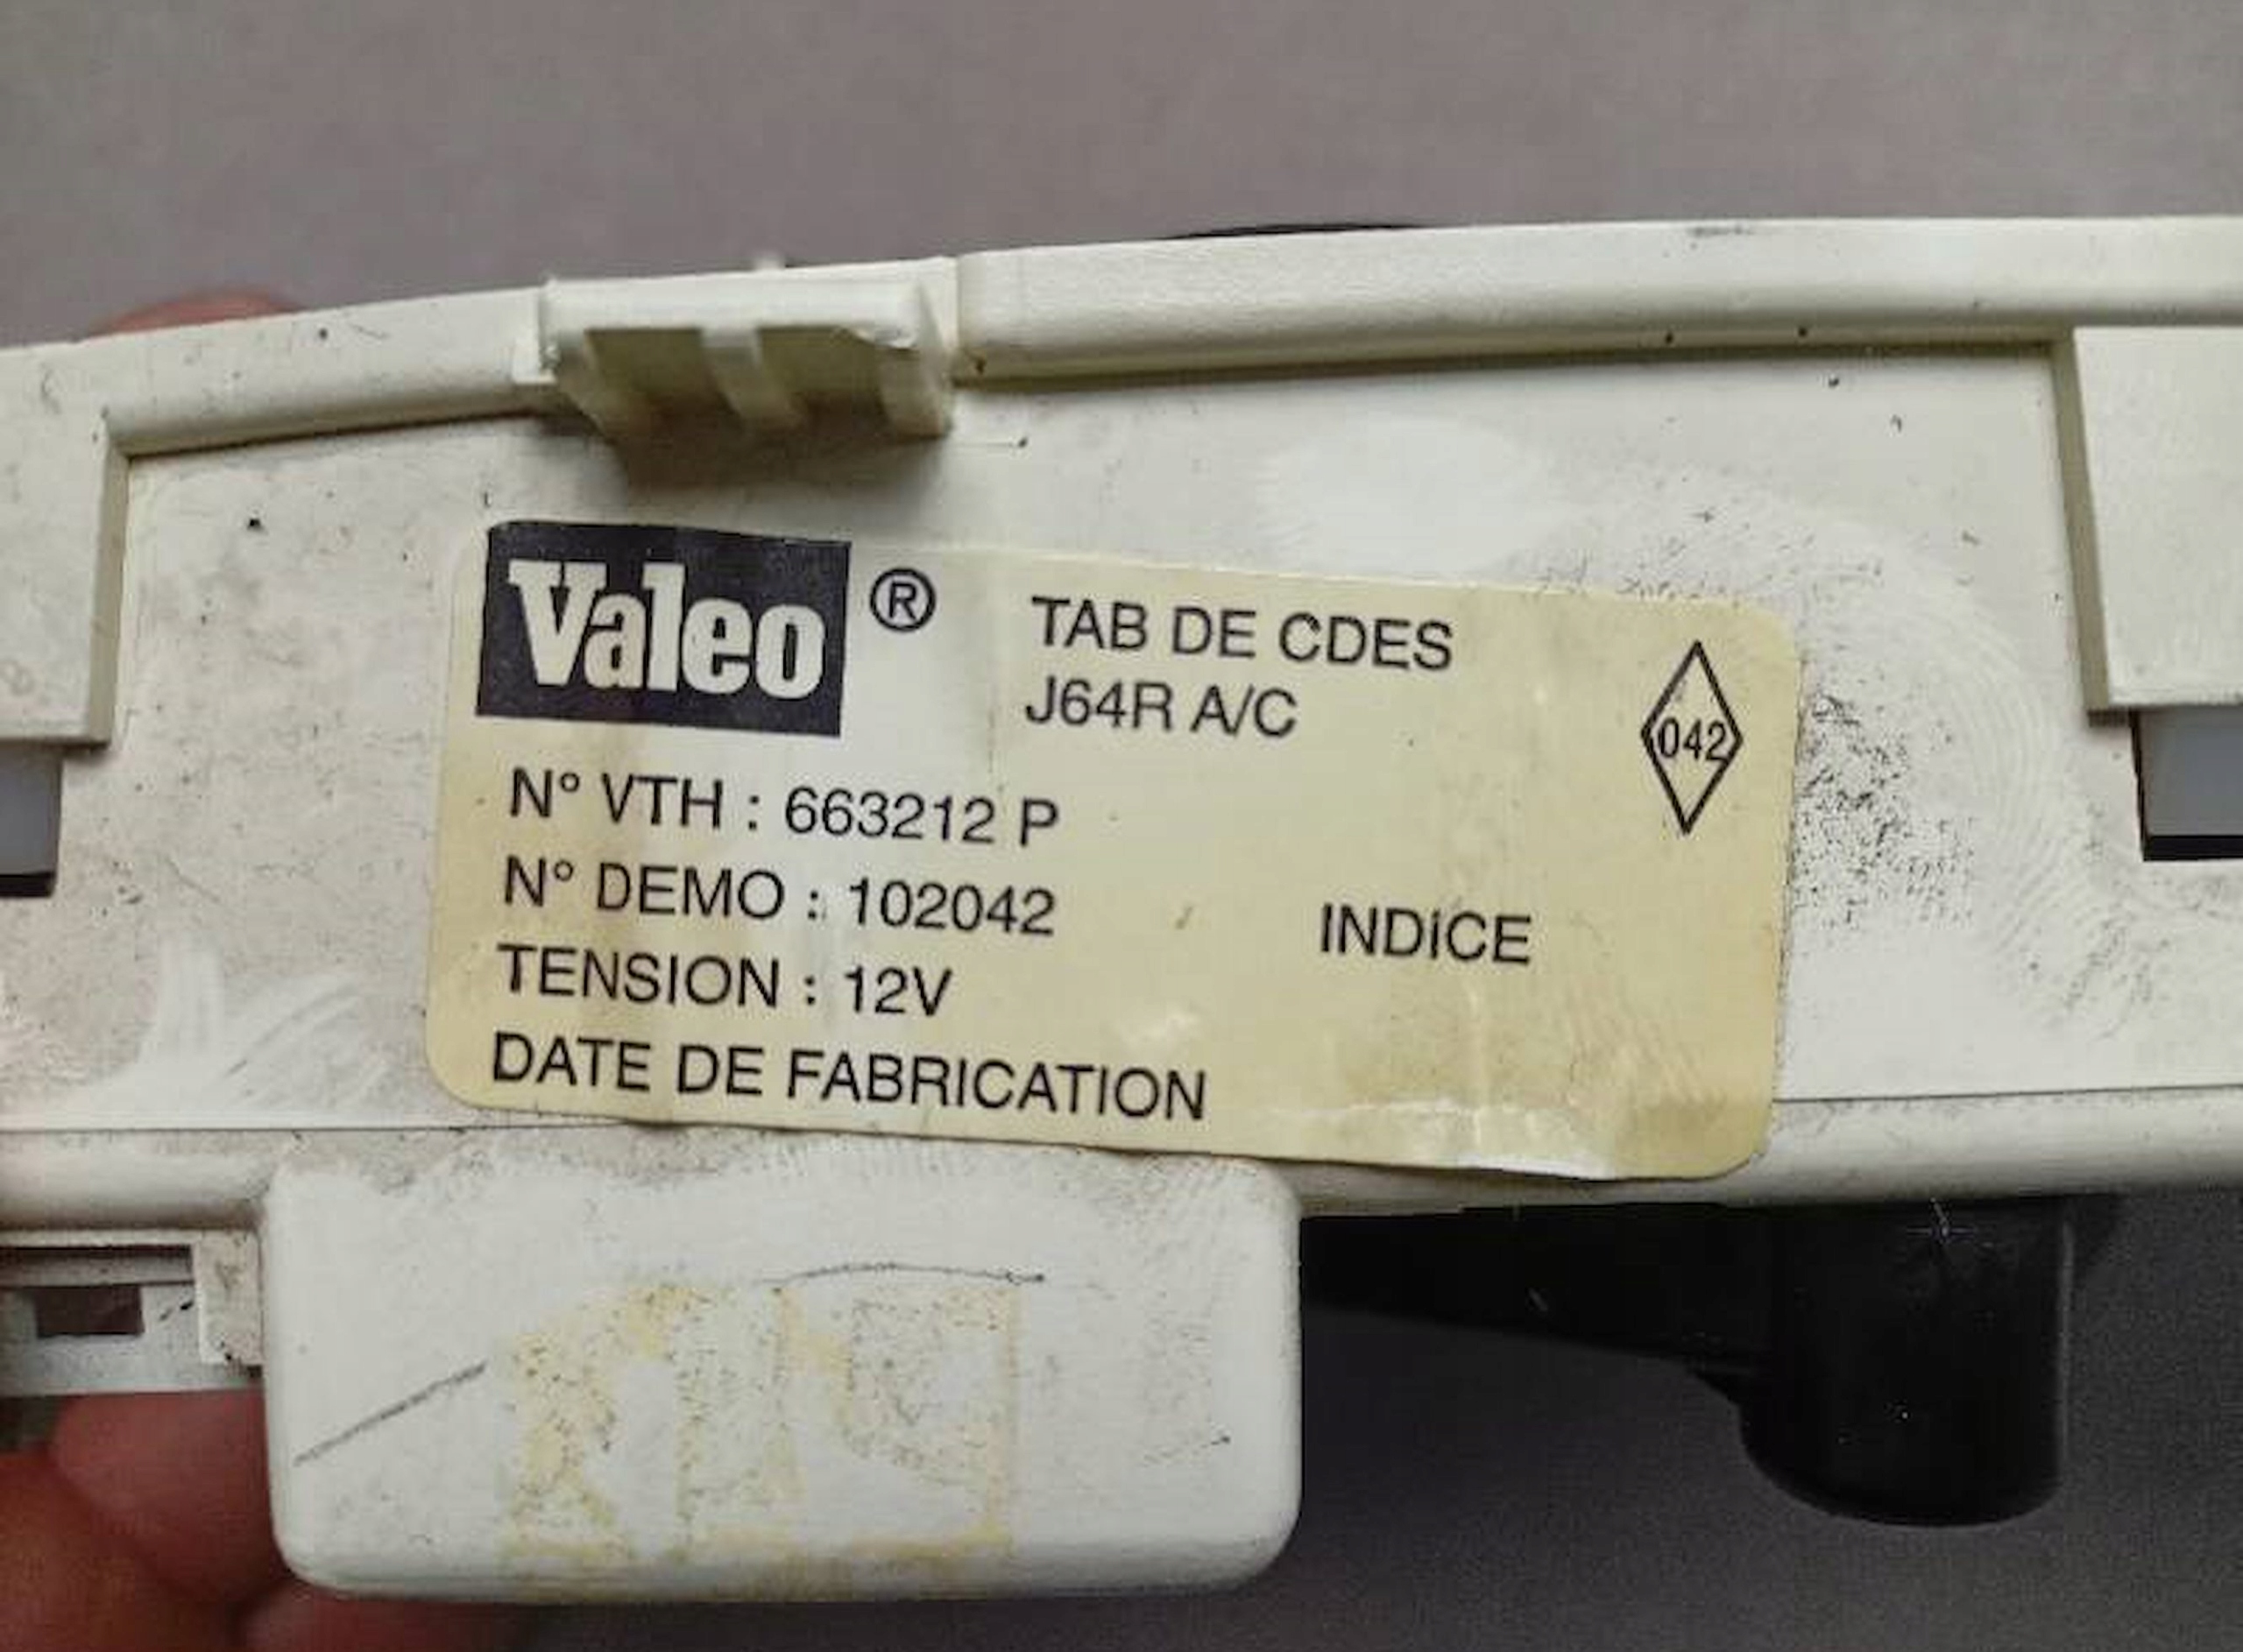 Valeo ® TAB DE CDES
J64R A/C
042
N° VTH : 663212 P
N° DEMO : 102042 INDICE
TENSION : 12V
DATE DE FABRICATION